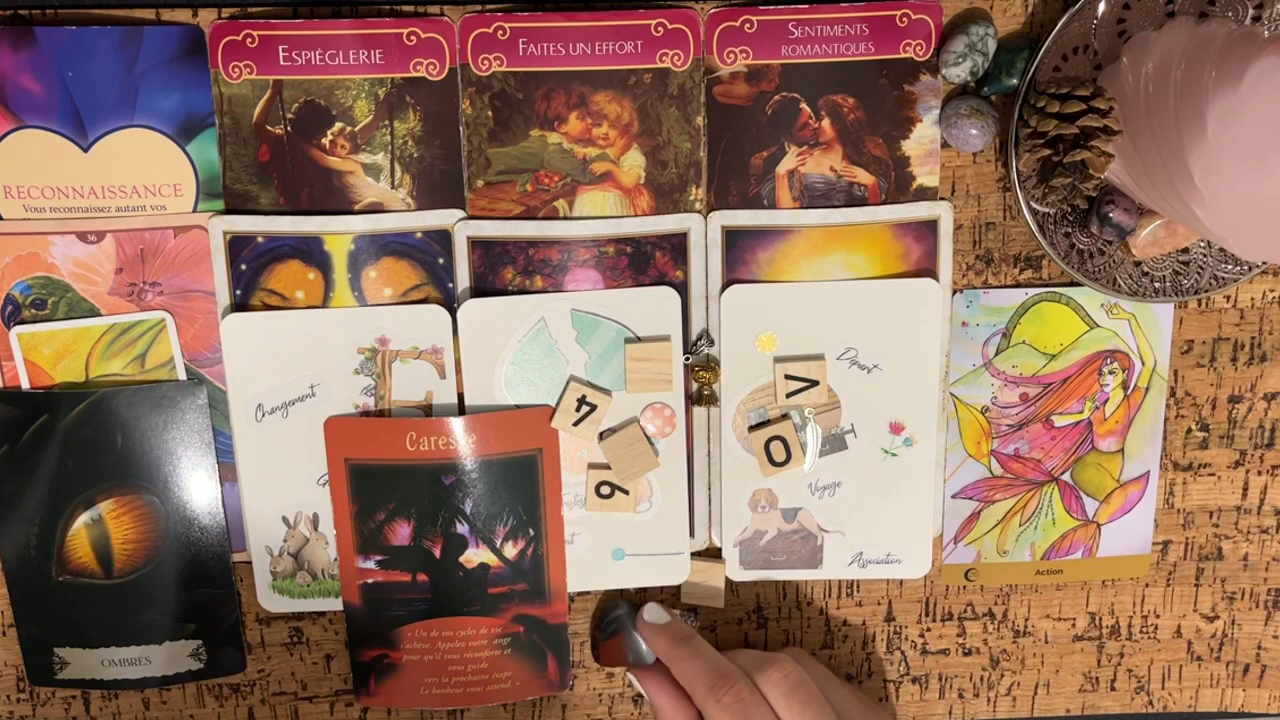 ESPIÈGLERIE
FAITES UN EFFORT
SENTIMENTS
ROMANTIQUES
RECONNAISSANCE
Vous reconnaissez autant vos
36
Changement
E
4
6
V
O
Départ
Voyage
Association
Action
OMBRES
Caresse
« Un de vos cycles de vie
s'achève. Appelez votre ange
pour qu'il vous réconforte et
vous guide
vers la prochaine étape.
Le bonheur vous attend. »